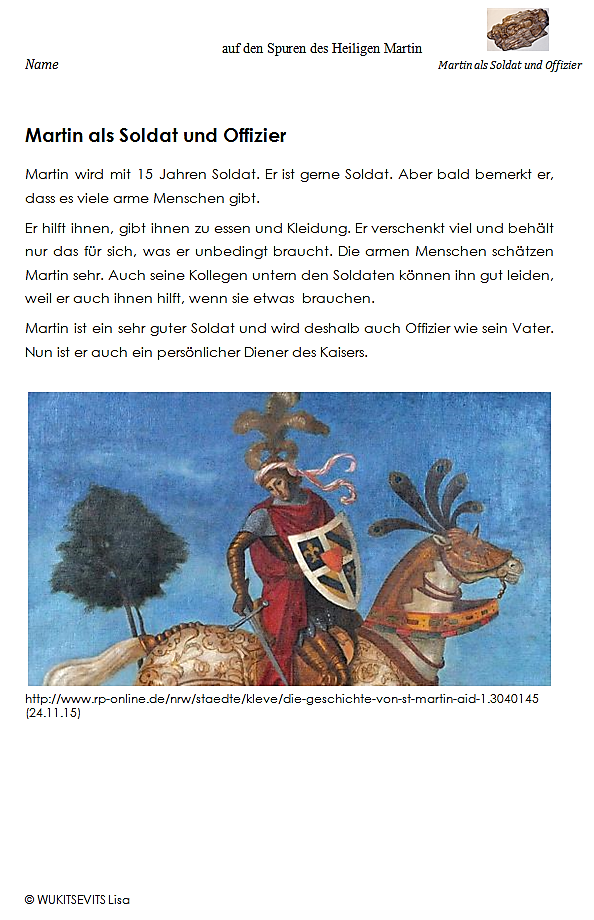 auf den Spuren des Heiligen Martin
Name
Martin als Soldat und Offizier
Martin als Soldat und Offizier
Martin wird mit 15 Jahren Soldat. Er ist gerne Soldat. Aber bald bemerkt er,
dass es viele arme Menschen gibt.
Er hilft ihnen, gibt ihnen zu essen und Kleidung. Er verschenkt viel und behält
nur das für sich, was er unbedingt braucht. Die armen Menschen schätzen
Martin sehr. Auch seine Kollegen untern den Soldaten können ihn gut leiden,
weil er auch ihnen hilft, wenn sie etwas  brauchen.
Martin ist ein sehr guter Soldat und wird deshalb auch Offizier wie sein Vater.
Nun ist er auch ein persönlicher Diener des Kaisers.
http://www.rp-online.de/nrw/staedte/kleve/die-geschichte-von-st-martin-aid-1.3040145
(24.11.15)
© WUKITSEVITS Lisa